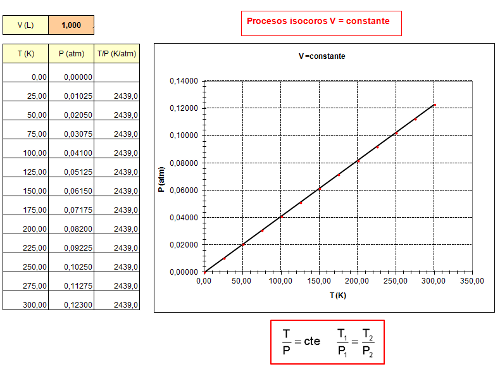 V (L) 1,000
Procesos isocoros V = constante
T (K) P (atm) T/P (K/atm)
0,00 0,00000
25,00 0,01025 2439,0
50,00 0,02050 2439,0
75,00 0,03075 2439,0
100,00 0,04100 2439,0
125,00 0,05125 2439,0
150,00 0,06150 2439,0
175,00 0,07175 2439,0
200,00 0,08200 2439,0
225,00 0,09225 2439,0
250,00 0,10250 2439,0
275,00 0,11275 2439,0
300,00 0,12300 2439,0
V=constante
0,14000
0,12000
0,10000
0,08000
0,06000
0,04000
0,02000
0,00000
P (atm)
0,00 50,00 100,00 150,00 200,00 250,00 300,00 350,00
T (K)
T/P = cte T₁/P₁ = T₂/P₂